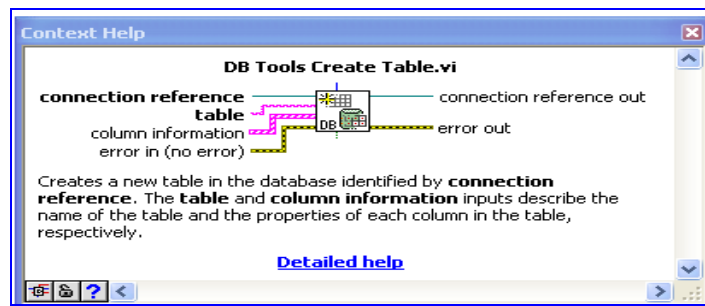 Context Help
DB Tools Create Table.vi
connection reference
connection reference out
table
column information
error out
error in (no error)
DB
Creates a new table in the database identified by connection
reference. The table and column information inputs describe the
name of the table and the properties of each column in the table,
respectively.
Detailed help
?